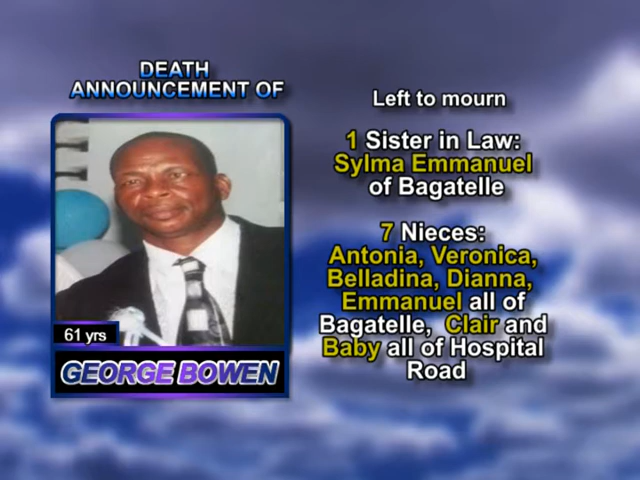 DEATH
ANNOUNCEMENT OF
61 yrs
GEORGE BOWEN
Left to mourn
1 Sister in Law:
Sylma Emmanuel
of Bagatelle
7 Nieces:
Antonia, Veronica,
Belladina, Dianna,
Emmanuel all of
Bagatelle, Clair and
Baby all of Hospital
Road